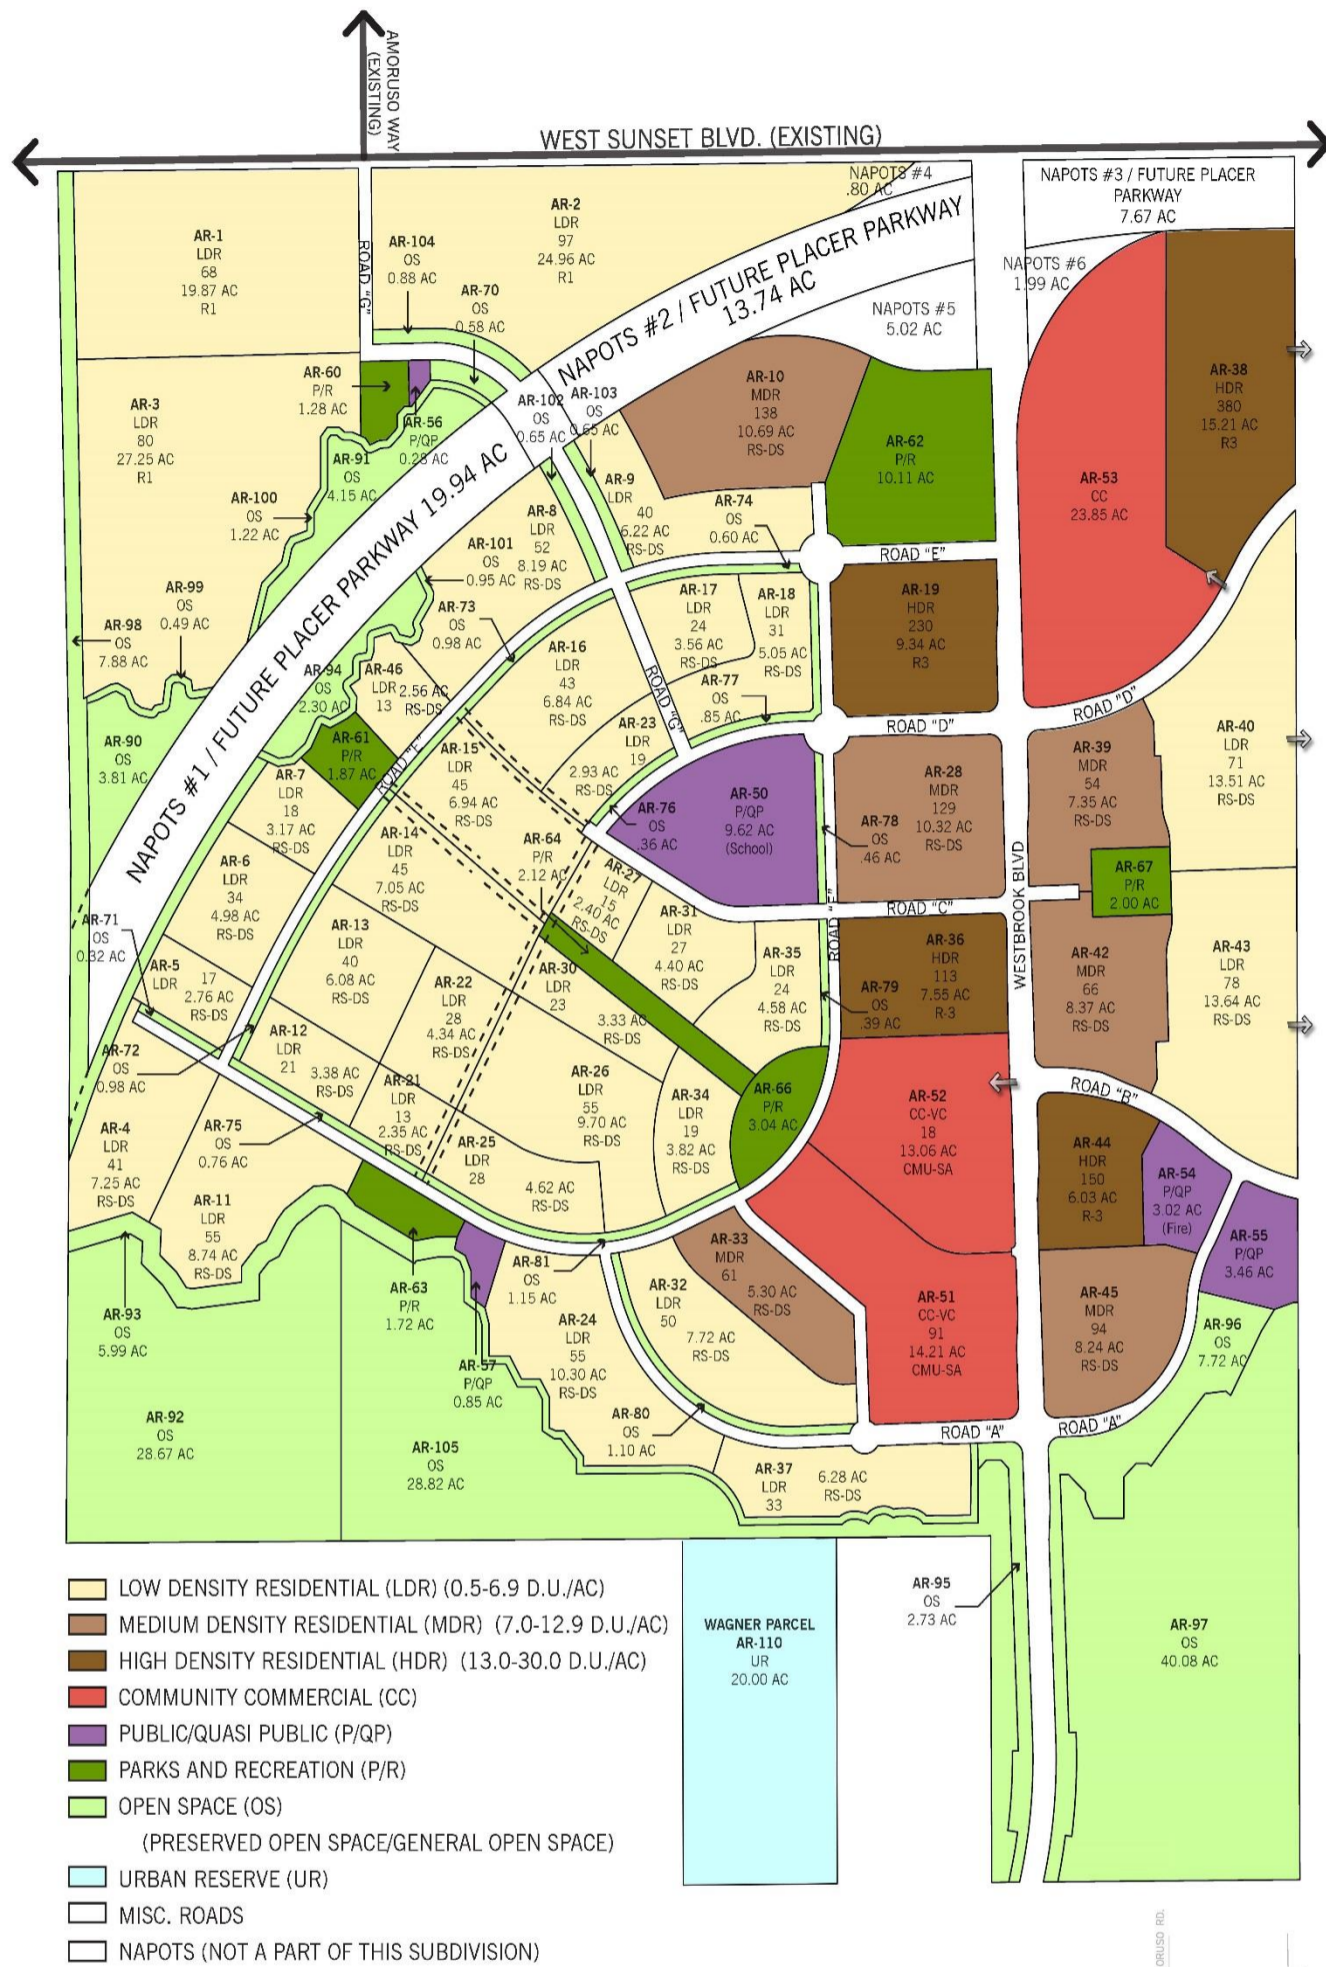 AMORUSO WAY
(EXISTING)
WEST SUNSET BLVD. (EXISTING)
NAPOTS #4
.80 AC
NAPOTS #3 / FUTURE PLACER
PARKWAY
7.67 AC
AR-1
LDR
68
19.87 AC
R1
ROAD "G"
AR-104
OS
0.88 AC
AR-2
LDR
97
24.96 AC
R1
AR-70
OS
0.58 AC
NAPOTS #2 / FUTURE PLACER PARKWAY
13.74 AC
NAPOTS #5
5.02 AC
NAPOTS #6
1.99 AC
AR-38
HDR
380
15.21 AC
R3
AR-3
LDR
80
27.25 AC
R1
AR-60
P/R
1.28 AC
AR-56
P/QP
0.28 AC
AR-102
OS
0.65 AC
AR-103
OS
0.65 AC
AR-10
MDR
138
10.69 AC
RS-DS
AR-62
P/R
10.11 AC
AR-53
CC
23.85 AC
AR-91
OS
4.15 AC
AR-100
OS
1.22 AC
NAPOTS #1 / FUTURE PLACER PARKWAY 19.94 AC
AR-9
LDR
40
6.22 AC
RS-DS
AR-8
LDR
52
8.19 AC
RS-DS
AR-74
OS
0.60 AC
AR-101
OS
0.95 AC
ROAD "E"
AR-99
OS
0.49 AC
AR-98
OS
7.88 AC
AR-73
OS
0.98 AC
AR-17
LDR
24
3.56 AC
RS-DS
AR-18
LDR
31
5.05 AC
RS-DS
AR-19
HDR
230
9.34 AC
R3
AR-16
LDR
43
6.84 AC
RS-DS
ROAD "G"
AR-77
OS
.85 AC
AR-94
OS
2.30 AC
AR-46
LDR
13
2.56 AC
RS-DS
AR-23
LDR
19
2.93 AC
RS-DS
ROAD "D"
ROAD "D"
AR-90
OS
3.81 AC
AR-61
P/R
1.87 AC
ROAD "F"
AR-15
LDR
45
6.94 AC
RS-DS
AR-39
MDR
54
7.35 AC
RS-DS
AR-40
LDR
71
13.51 AC
RS-DS
AR-7
LDR
18
3.17 AC
RS-DS
AR-76
OS
.36 AC
AR-50
P/QP
9.62 AC
(School)
AR-78
OS
.46 AC
AR-28
MDR
129
10.32 AC
RS-DS
AR-14
LDR
45
7.05 AC
RS-DS
AR-64
P/R
2.12 AC
AR-27
LDR
15
2.40 AC
RS-DS
WESTBROOK BLVD
AR-67
P/R
2.00 AC
AR-6
LDR
34
4.98 AC
RS-DS
ROAD "F"
ROAD "C"
AR-71
OS
0.32 AC
AR-13
LDR
40
6.08 AC
RS-DS
AR-31
LDR
27
4.40 AC
RS-DS
AR-35
LDR
24
4.58 AC
RS-DS
AR-36
HDR
113
7.55 AC
R-3
AR-42
MDR
66
8.37 AC
RS-DS
AR-43
LDR
78
13.64 AC
RS-DS
AR-5
LDR
17
2.76 AC
RS-DS
AR-22
LDR
28
4.34 AC
RS-DS
AR-30
LDR
23
3.33 AC
RS-DS
AR-79
OS
.39 AC
AR-72
OS
0.98 AC
AR-12
LDR
21
3.38 AC
RS-DS
AR-21
LDR
13
2.35 AC
RS-DS
AR-26
LDR
55
9.70 AC
RS-DS
AR-34
LDR
19
3.82 AC
RS-DS
AR-66
P/R
3.04 AC
AR-52
CC-VC
18
13.06 AC
CMU-SA
ROAD "B"
AR-4
LDR
41
7.25 AC
RS-DS
AR-75
OS
0.76 AC
AR-25
LDR
28
4.62 AC
RS-DS
AR-44
HDR
150
6.03 AC
R-3
AR-54
P/QP
3.02 AC
(Fire)
AR-11
LDR
55
8.74 AC
RS-DS
AR-33
MDR
61
5.30 AC
RS-DS
AR-55
P/QP
3.46 AC
AR-93
OS
5.99 AC
AR-63
P/R
1.72 AC
AR-81
OS
1.15 AC
AR-32
LDR
50
7.72 AC
RS-DS
AR-51
CC-VC
91
14.21 AC
CMU-SA
AR-45
MDR
94
8.24 AC
RS-DS
AR-96
OS
7.72 AC
AR-57
P/QP
0.85 AC
AR-24
LDR
55
10.30 AC
RS-DS
AR-92
OS
28.67 AC
AR-105
OS
28.82 AC
AR-80
OS
1.10 AC
ROAD "A"
ROAD "A"
AR-37
LDR
33
6.28 AC
RS-DS
LOW DENSITY RESIDENTIAL (LDR) (0.5-6.9 D.U./AC)
MEDIUM DENSITY RESIDENTIAL (MDR) (7.0-12.9 D.U./AC)
HIGH DENSITY RESIDENTIAL (HDR) (13.0-30.0 D.U./AC)
COMMUNITY COMMERCIAL (CC)
PUBLIC/QUASI PUBLIC (P/QP)
PARKS AND RECREATION (P/R)
OPEN SPACE (OS)
(PRESERVED OPEN SPACE/GENERAL OPEN SPACE)
URBAN RESERVE (UR)
MISC. ROADS
NAPOTS (NOT A PART OF THIS SUBDIVISION)
WAGNER PARCEL
AR-110
UR
20.00 AC
AR-95
OS
2.73 AC
AR-97
OS
40.08 AC
ORUSO RD.